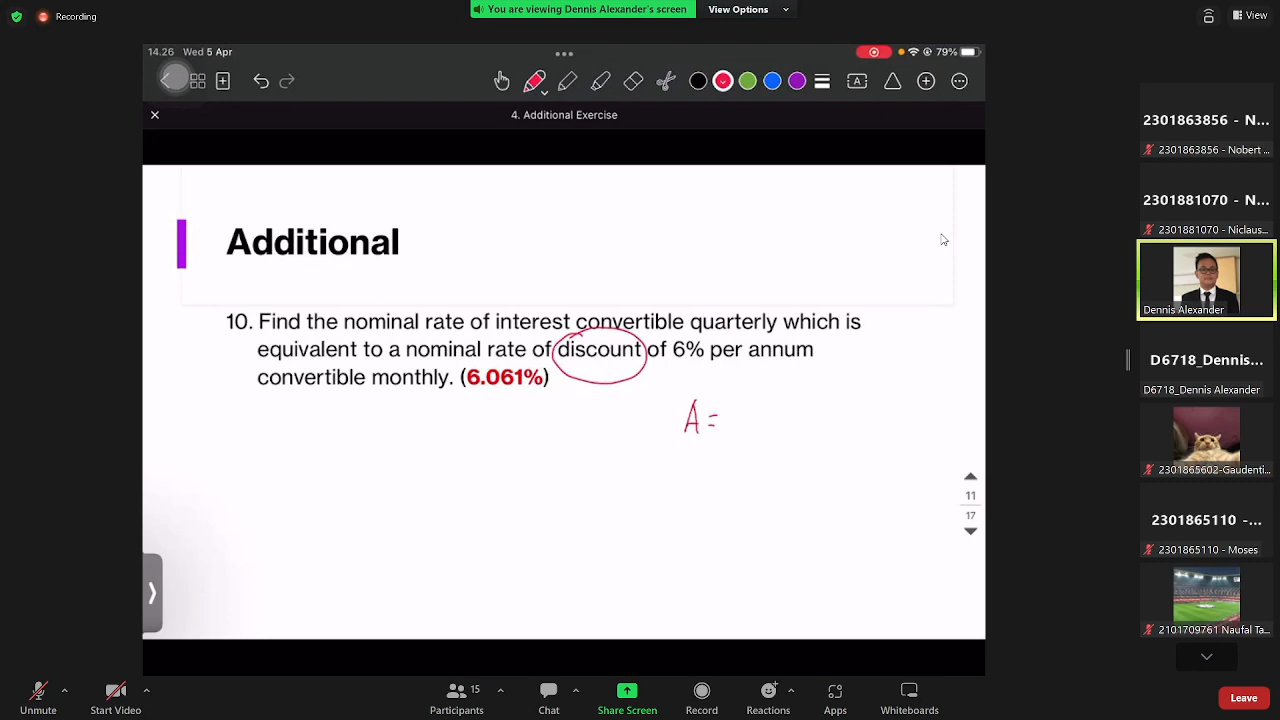 Recording
You are viewing Dennis Alexander's screen
View Options
View
14.26 Wed 5 Apr
79%
A
4. Additional Exercise
Additional
10. Find the nominal rate of interest convertible quarterly which is
equivalent to a nominal rate of discount of 6% per annum
convertible monthly. (6.061%)
A =
11
17
2301863856 - N...
2301863856 - Nobert ...
2301881070 - N...
2301881070 - Niclaus...
Dennis Alexander
D6718_Dennis...
D6718_Dennis Alexander
2301865602-Gaudenti...
2301865110 -...
2301865110 - Moses
2101709761 Naufal Ta...
Unmute
Start Video
Participants
15
Chat
Share Screen
Record
Reactions
Apps
Whiteboards
Leave